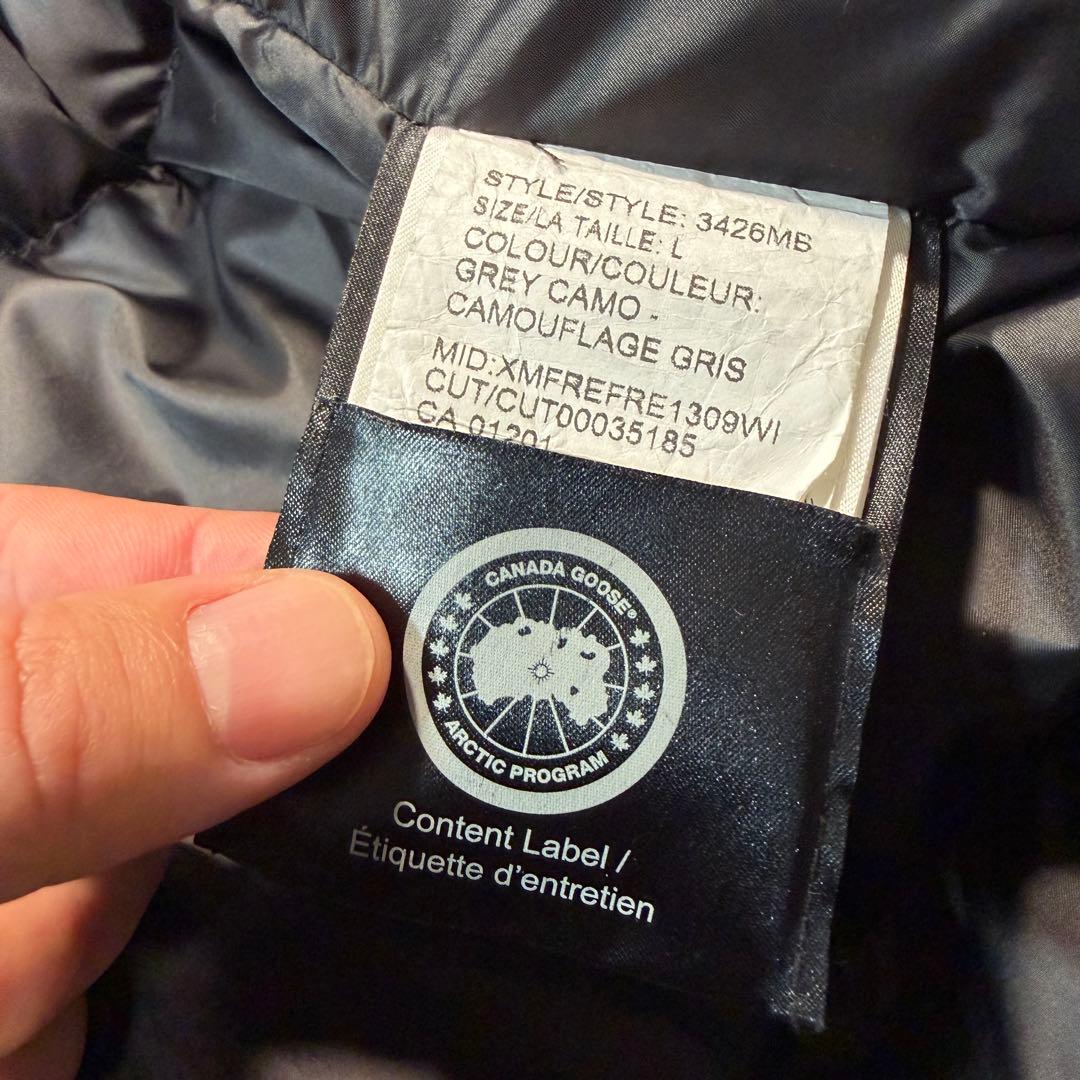 STYLE/STYLE: 3426MB
SIZE/LA TAILLE: L
COLOUR/COULEUR:
GREY CAMO -
CAMOUFLAGE GRIS
MID:XMFREFRE1309WI
CUT/CUT00035185
CA 01201
CANADA GOOSE®
ARCTIC PROGRAM
Content Label /
Étiquette d'entretien